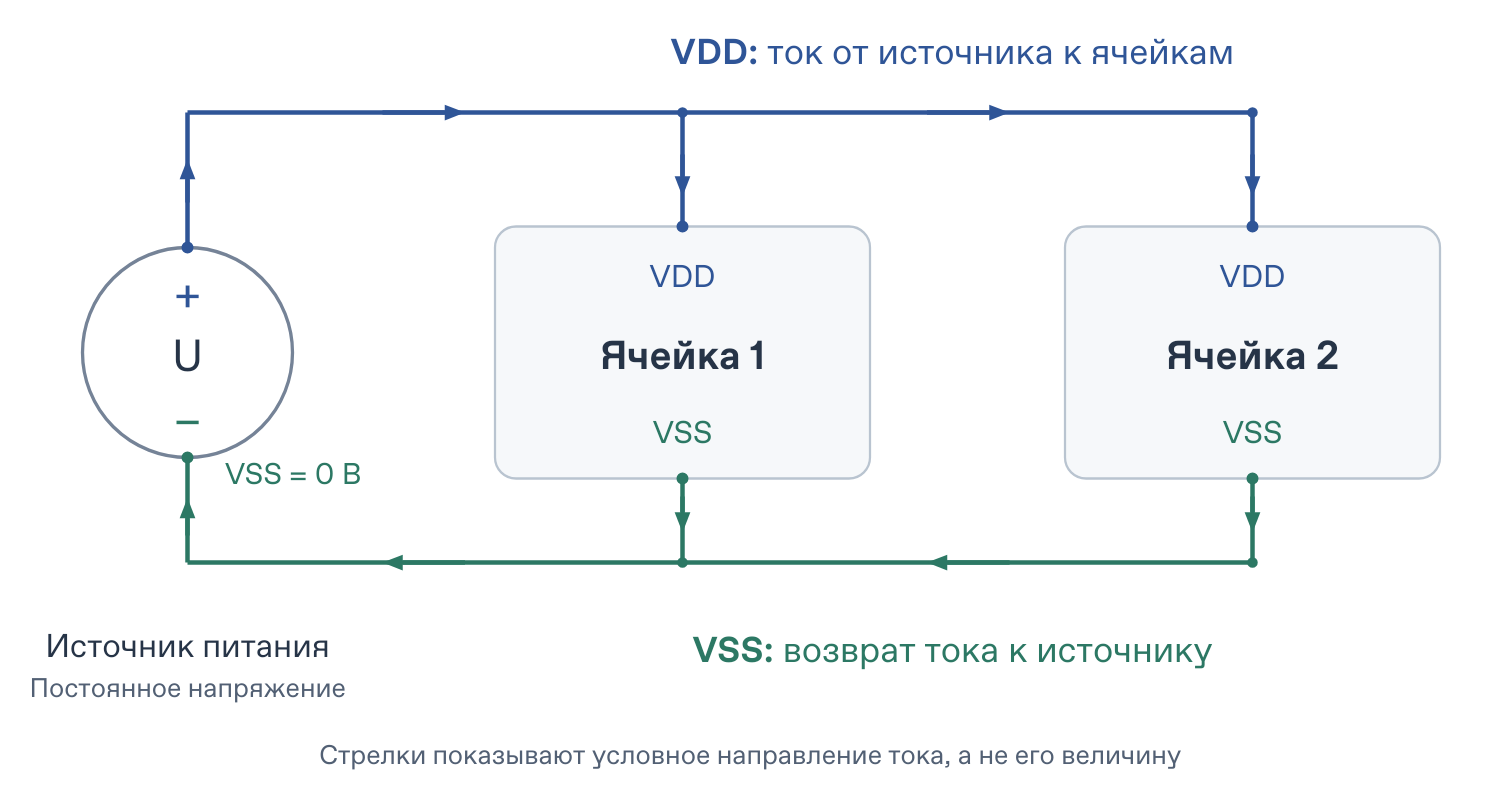 VDD: ток от источника к ячейкам
+
U
−
VSS = 0 В
VDD
Ячейка 1
VSS
VDD
Ячейка 2
VSS
Источник питания
Постоянное напряжение
VSS: возврат тока к источнику
Стрелки показывают условное направление тока, а не его величину